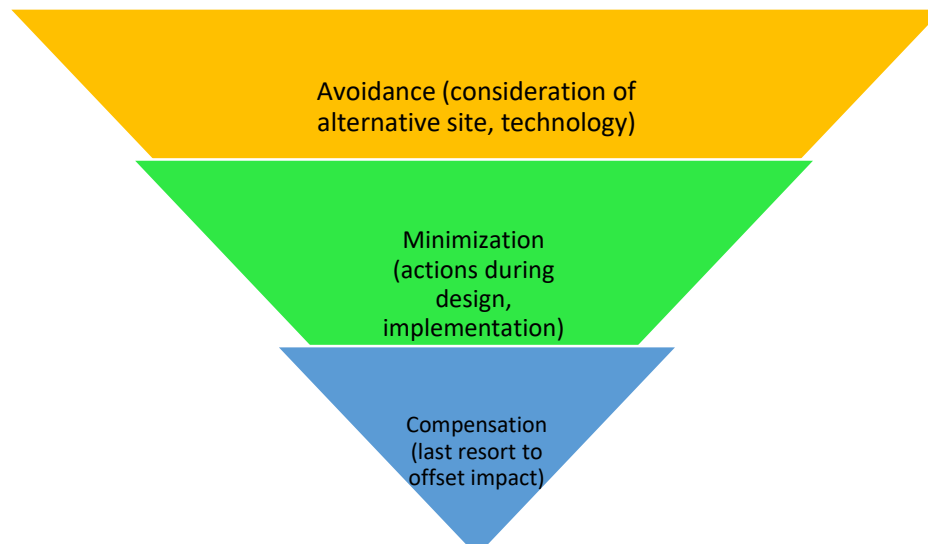 Avoidance (consideration of
alternative site, technology)
Minimization
(actions during
design,
implementation)
Compensation
(last resort to
offset impact)